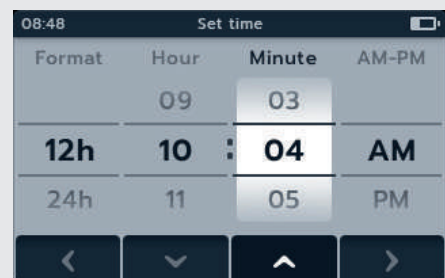 08:48 Set time
Format Hour Minute AM-PM
09 03
12h 10 : 04 AM
24h 11 05 PM